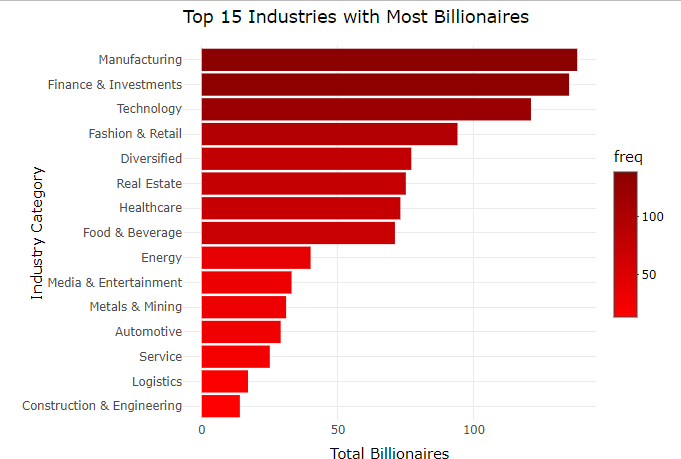 Top 15 Industries with Most Billionaires
Manufacturing
Finance & Investments
Technology
Fashion & Retail
Diversified
Real Estate
Healthcare
Food & Beverage
Energy
Media & Entertainment
Metals & Mining
Automotive
Service
Logistics
Construction & Engineering
Industry Category
0
50
100
Total Billionaires
freq
100
50